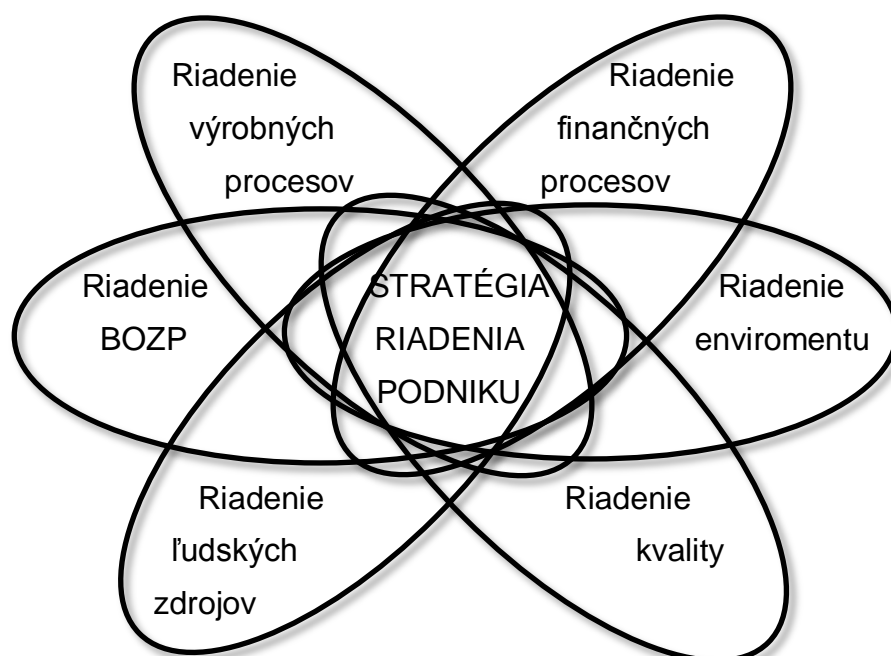 Riadenie
výrobných
procesov
Riadenie
finančných
procesov
Riadenie
BOZP
STRATÉGIA
RIADENIA
PODNIKU
Riadenie
enviromentu
Riadenie
ľudských
zdrojov
Riadenie
kvality